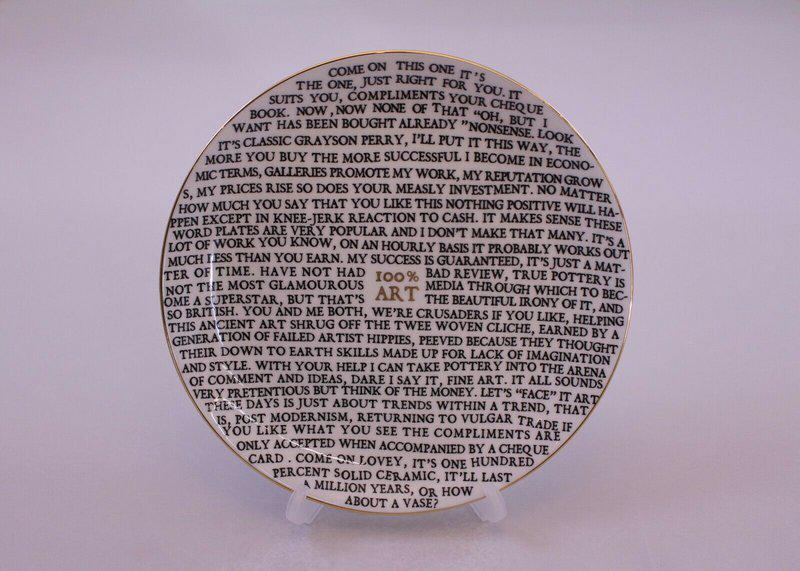 COME ON THIS ONE IT'S
THE ONE, JUST RIGHT FOR YOU. IT
SUITS YOU, COMPLIMENTS YOUR CHEQUE
BOOK. NOW, NOW NONE OF THAT "OH, BUT I
WANT HAS BEEN BOUGHT ALREADY "NONSENSE. LOOK
IT'S CLASSIC GRAYSON PERRY, I'LL PUT IT THIS WAY, THE
MORE YOU BUY THE MORE SUCCESSFUL I BECOME IN ECONO-
MIC TERMS, GALLERIES PROMOTE MY WORK, MY REPUTATION GROW
S, MY PRICES RISE SO DOES YOUR MEASLY INVESTMENT. NO MATTER
HOW MUCH YOU SAY THAT YOU LIKE THIS NOTHING POSITIVE WILL HA-
PPEN EXCEPT IN KNEE-JERK REACTION TO CASH. IT MAKES SENSE THESE
WORD PLATES ARE VERY POPULAR AND I DON'T MAKE THAT MANY. IT'S A
LOT OF WORK YOU KNOW, ON AN HOURLY BASIS IT PROBABLY WORKS OUT
MUCH LESS THAN YOU EARN. MY SUCCESS IS GUARANTEED, IT'S JUST A MAT-
TER OF TIME. HAVE NOT HAD 100% BAD REVIEW, TRUE POTTERY IS
NOT THE MOST GLAMOUROUS ART MEDIA THROUGH WHICH TO BEC-
OME A SUPERSTAR, BUT THAT'S THE BEAUTIFUL IRONY OF IT, AND
SO BRITISH. YOU AND ME BOTH, WE'RE CRUSADERS IF YOU LIKE, HELPING
THIS ANCIENT ART SHRUG OFF THE TWEE WOVEN CLICHE, EARNED BY A
GENERATION OF FAILED ARTIST HIPPIES, PEEVED BECAUSE THEY THOUGHT
THEIR DOWN TO EARTH SKILLS MADE UP FOR LACK OF IMAGINATION
AND STYLE. WITH YOUR HELP I CAN TAKE POTTERY INTO THE ARENA
OF COMMENT AND IDEAS, DARE I SAY IT, FINE ART. IT ALL SOUNDS
VERY PRETENTIOUS BUT THINK OF THE MONEY. LET'S "FACE" IT ART
THESE DAYS IS JUST ABOUT TRENDS WITHIN A TREND, THAT
IS, POST MODERNISM, RETURNING TO VULGAR TRADE IF
YOU LIKE WHAT YOU SEE THE COMPLIMENTS ARE
ONLY ACCEPTED WHEN ACCOMPANIED BY A CHEQUE
CARD. COME ON LOVEY, IT'S ONE HUNDRED
PERCENT SOLID CERAMIC, IT'LL LAST
A MILLION YEARS, OR HOW
ABOUT A VASE?